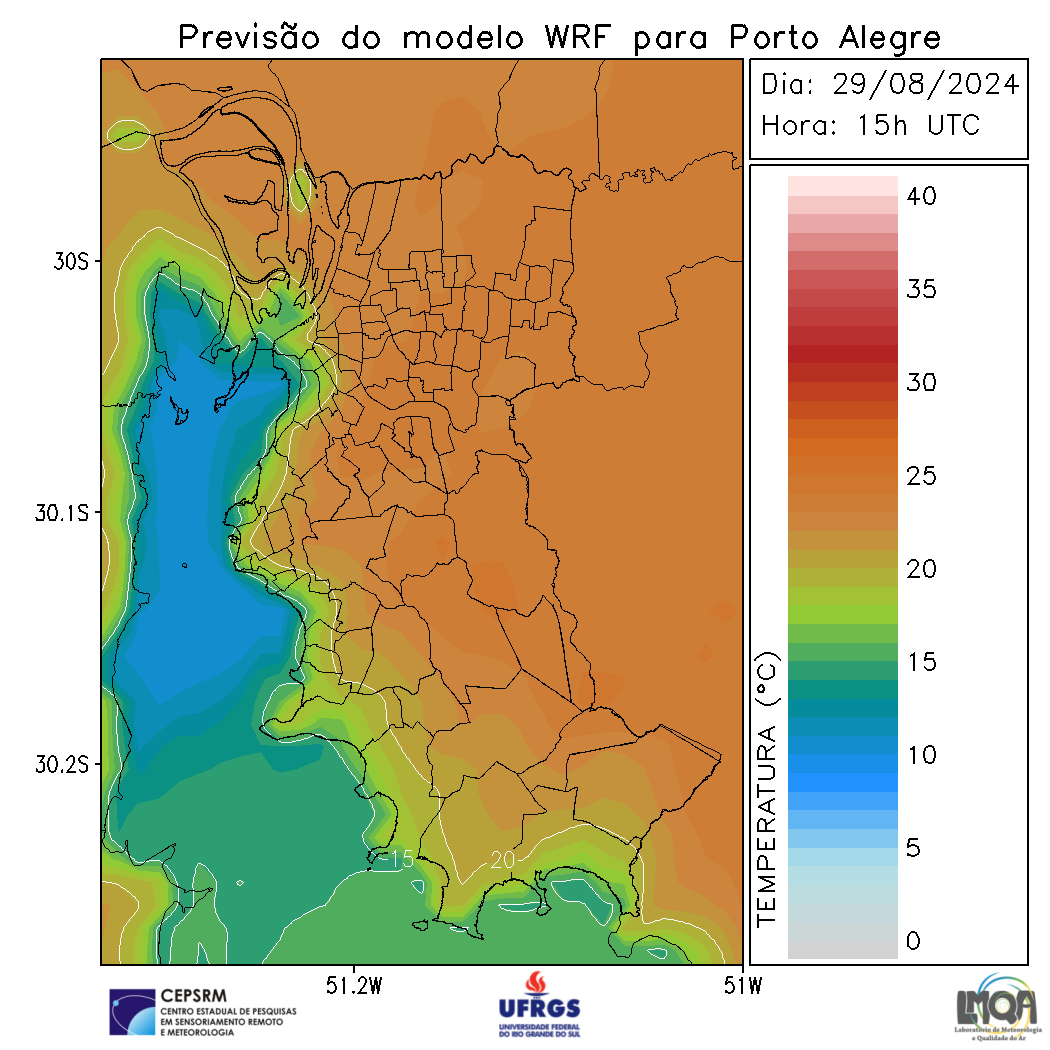 Previsão do modelo WRF para Porto Alegre
Dia: 29/08/2024
Hora: 15h UTC
40
35
30
25
20
15
10
5
0
TEMPERATURA (°C)
30S
30.1S
30.2S
15
20
51.2W
51W
CEPSRM
CENTRO ESTADUAL DE PESQUISAS
EM SENSORIAMENTO REMOTO
E METEOROLOGIA
UFRGS
UNIVERSIDADE FEDERAL
DO RIO GRANDE DO SUL
LMQA
Laboratório de Meteorologia
e Qualidade do Ar